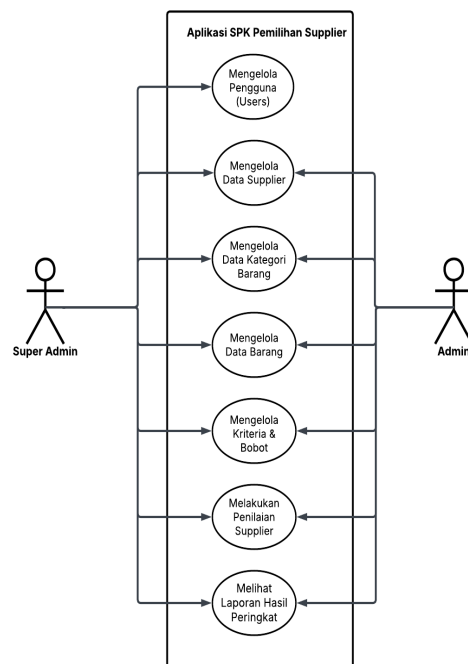 Aplikasi SPK Pemilihan Supplier
Mengelola
Pengguna
(Users)
Mengelola
Data Supplier
Mengelola
Data Kategori
Barang
Super Admin
Admin
Mengelola
Data Barang
Mengelola
Kriteria &
Bobot
Melakukan
Penilaian
Supplier
Melihat
Laporan Hasil
Peringkat